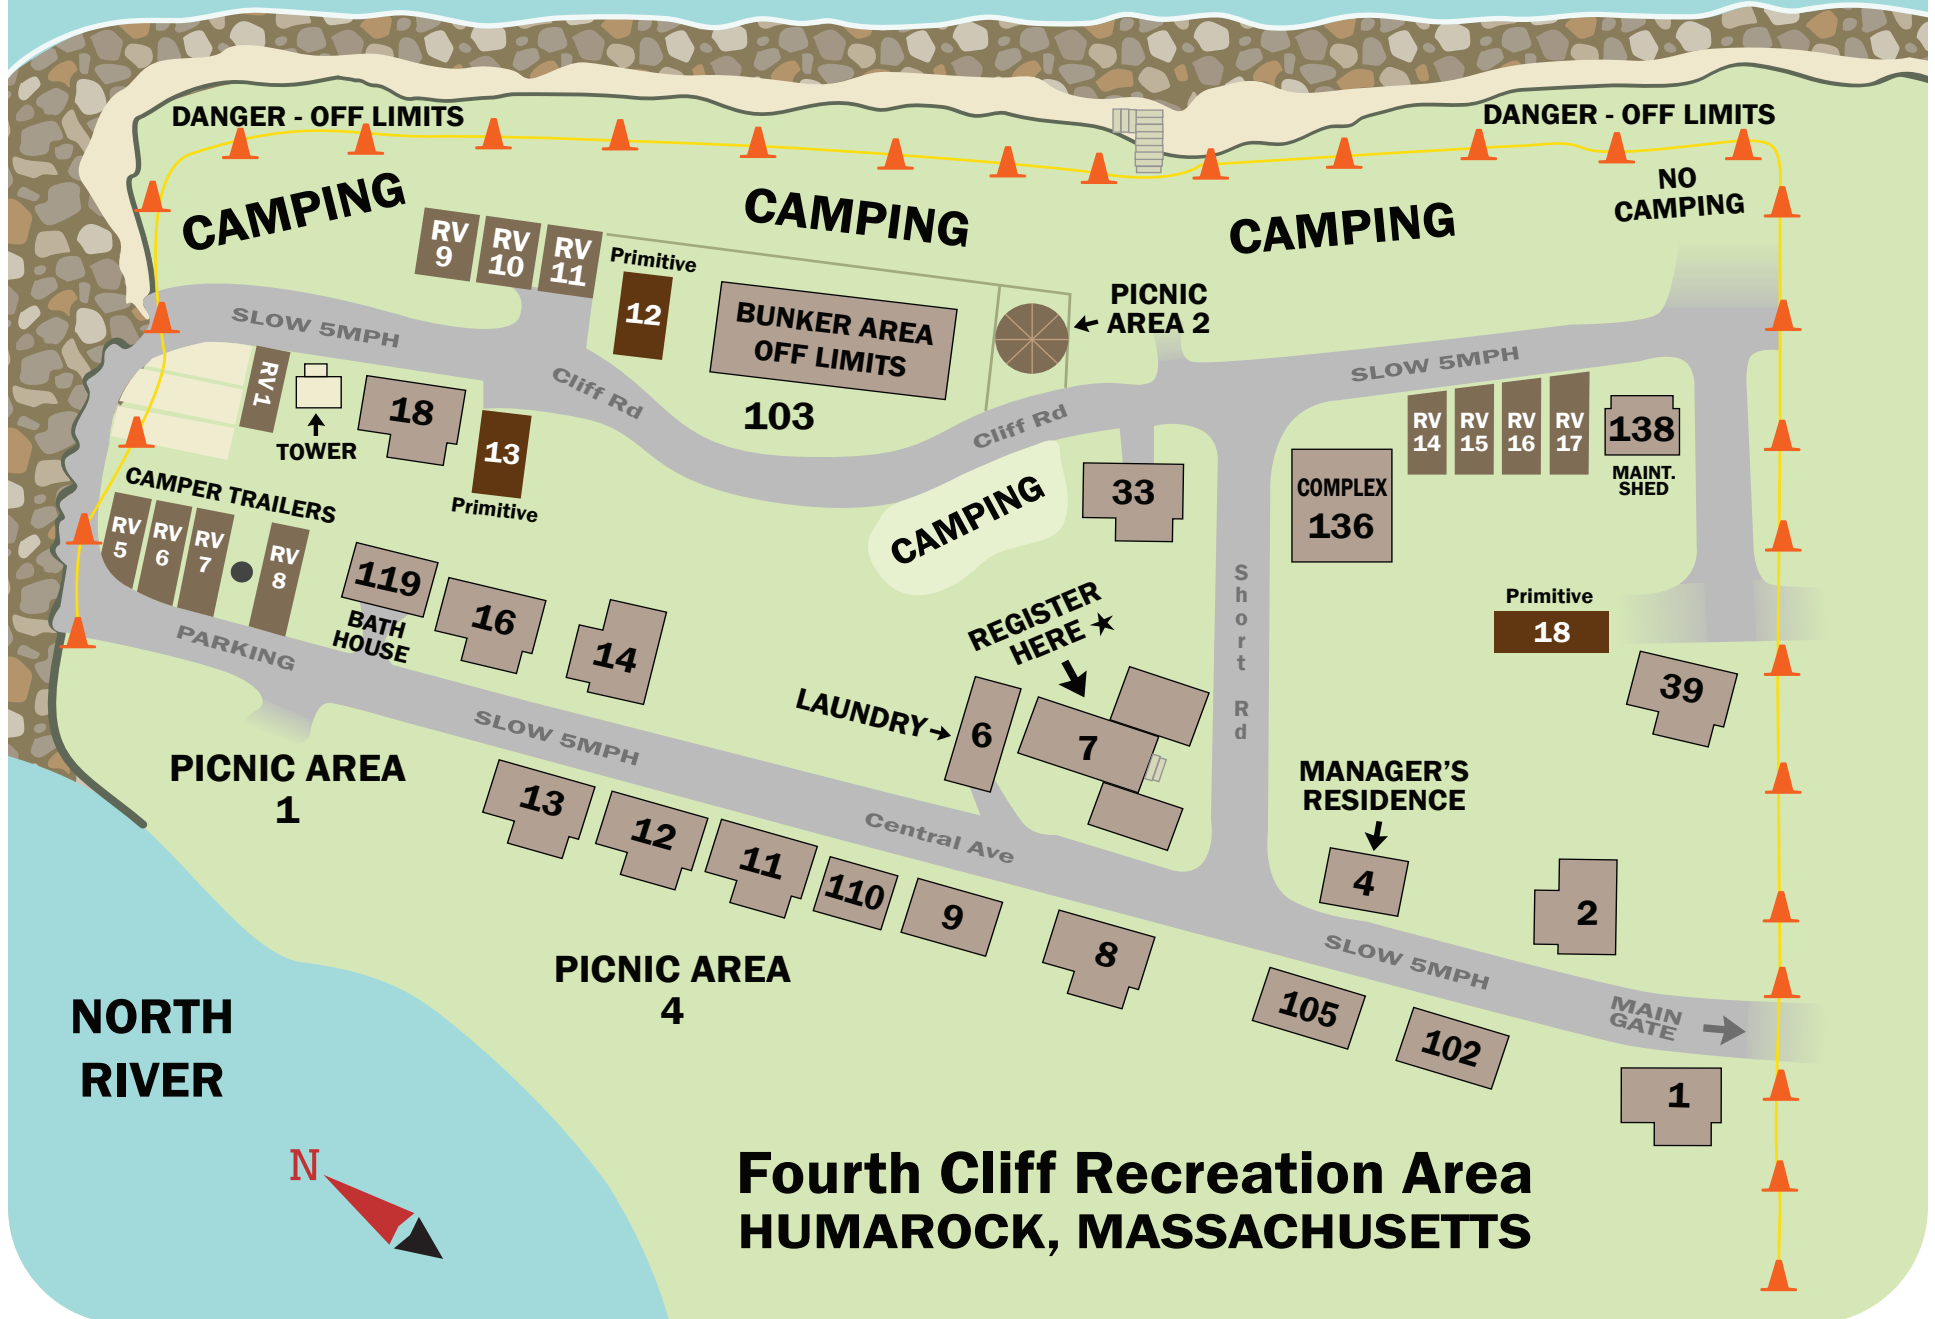 DANGER - OFF LIMITS
DANGER - OFF LIMITS
CAMPING
CAMPING
CAMPING
NO
CAMPING
RV
9
RV
10
RV
11
Primitive
12
BUNKER AREA
OFF LIMITS
103
PICNIC
AREA 2
SLOW 5MPH
Cliff Rd
Cliff Rd
SLOW 5MPH
RV 1
TOWER
18
13
Primitive
RV
14
RV
15
RV
16
RV
17
138
MAINT.
SHED
CAMPER TRAILERS
RV
5
RV
6
RV
7
RV
8
CAMPING
33
COMPLEX
136
119
BATH
HOUSE
16
14
PARKING
Short Rd
Primitive
18
39
REGISTER
HERE ★
LAUNDRY
6
7
SLOW 5MPH
PICNIC AREA
1
13
12
11
110
9
8
Central Ave
MANAGER'S
RESIDENCE
4
2
SLOW 5MPH
MAIN
GATE
105
102
1
PICNIC AREA
4
NORTH
RIVER
N
Fourth Cliff Recreation Area
HUMAROCK, MASSACHUSETTS